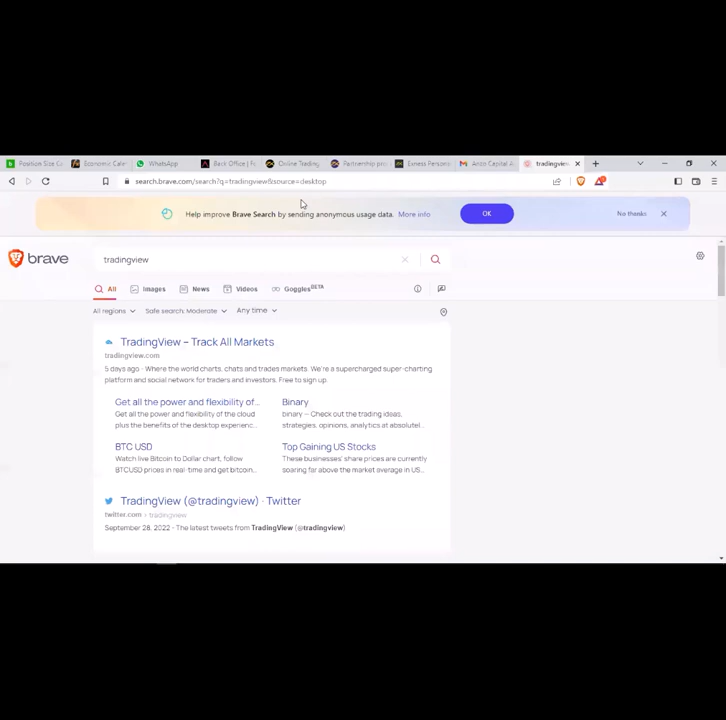 Position Size Ca
Economic Caler
WhatsApp
Back Office | Fo
Online Trading
Partnership pro
Exness Persona
Anzo Capital A
tradingview
search.brave.com/search?q=tradingview&source=desktop
Help improve Brave Search by sending anonymous usage data. More info
OK
No thanks
brave
tradingview
All
Images
News
Videos
Goggles BETA
All regions
Safe search: Moderate
Any time
TradingView – Track All Markets
tradingview.com
5 days ago - Where the world charts, chats and trades markets. We're a supercharged super-charting
platform and social network for traders and investors. Free to sign up.
Get all the power and flexibility of...
Get all the power and flexibility of the cloud
plus the benefits of the desktop experienc...
Binary
binary — Check out the trading ideas,
strategies, opinions, analytics at absolutel...
BTC USD
Watch live Bitcoin to Dollar chart, follow
BTCUSD prices in real-time and get bitcoin...
Top Gaining US Stocks
These businesses' share prices are currently
soaring far above the market average in US...
TradingView (@tradingview) · Twitter
twitter.com › tradingview
September 28, 2022 - The latest tweets from TradingView (@tradingview)